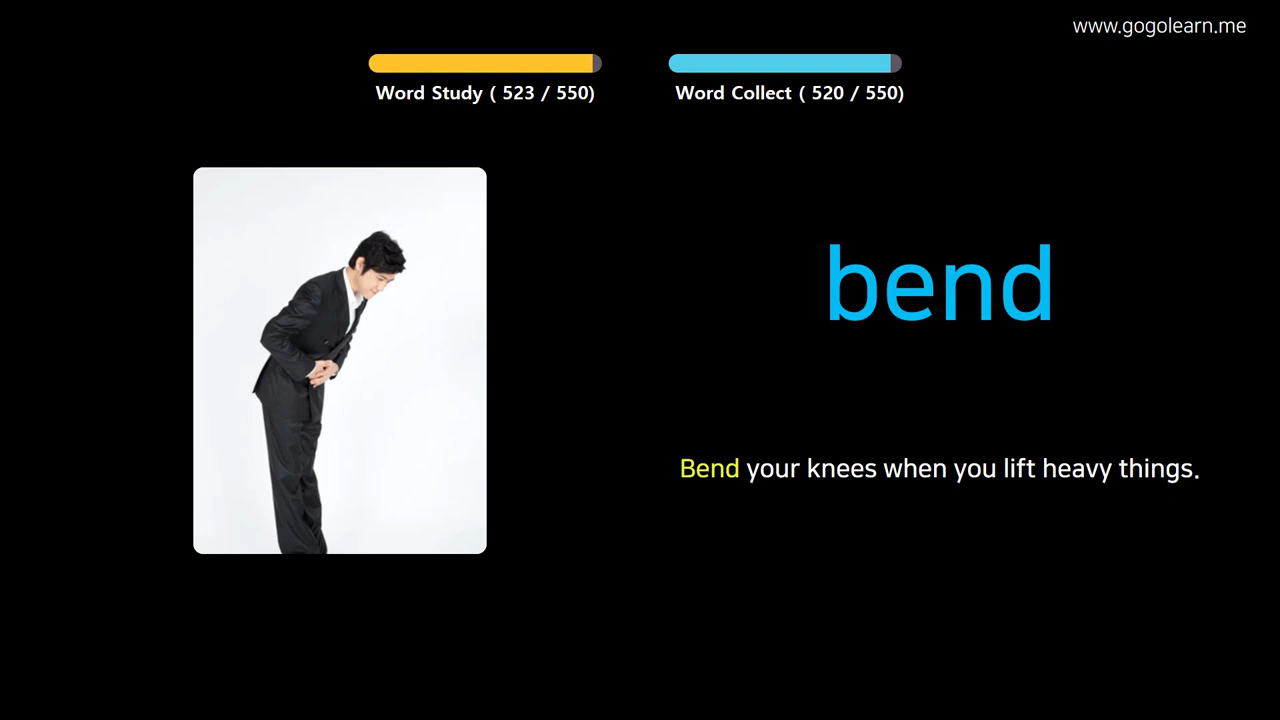 www.gogolearn.me
Word Study ( 523 / 550)
Word Collect ( 520 / 550)
bend
Bend your knees when you lift heavy things.